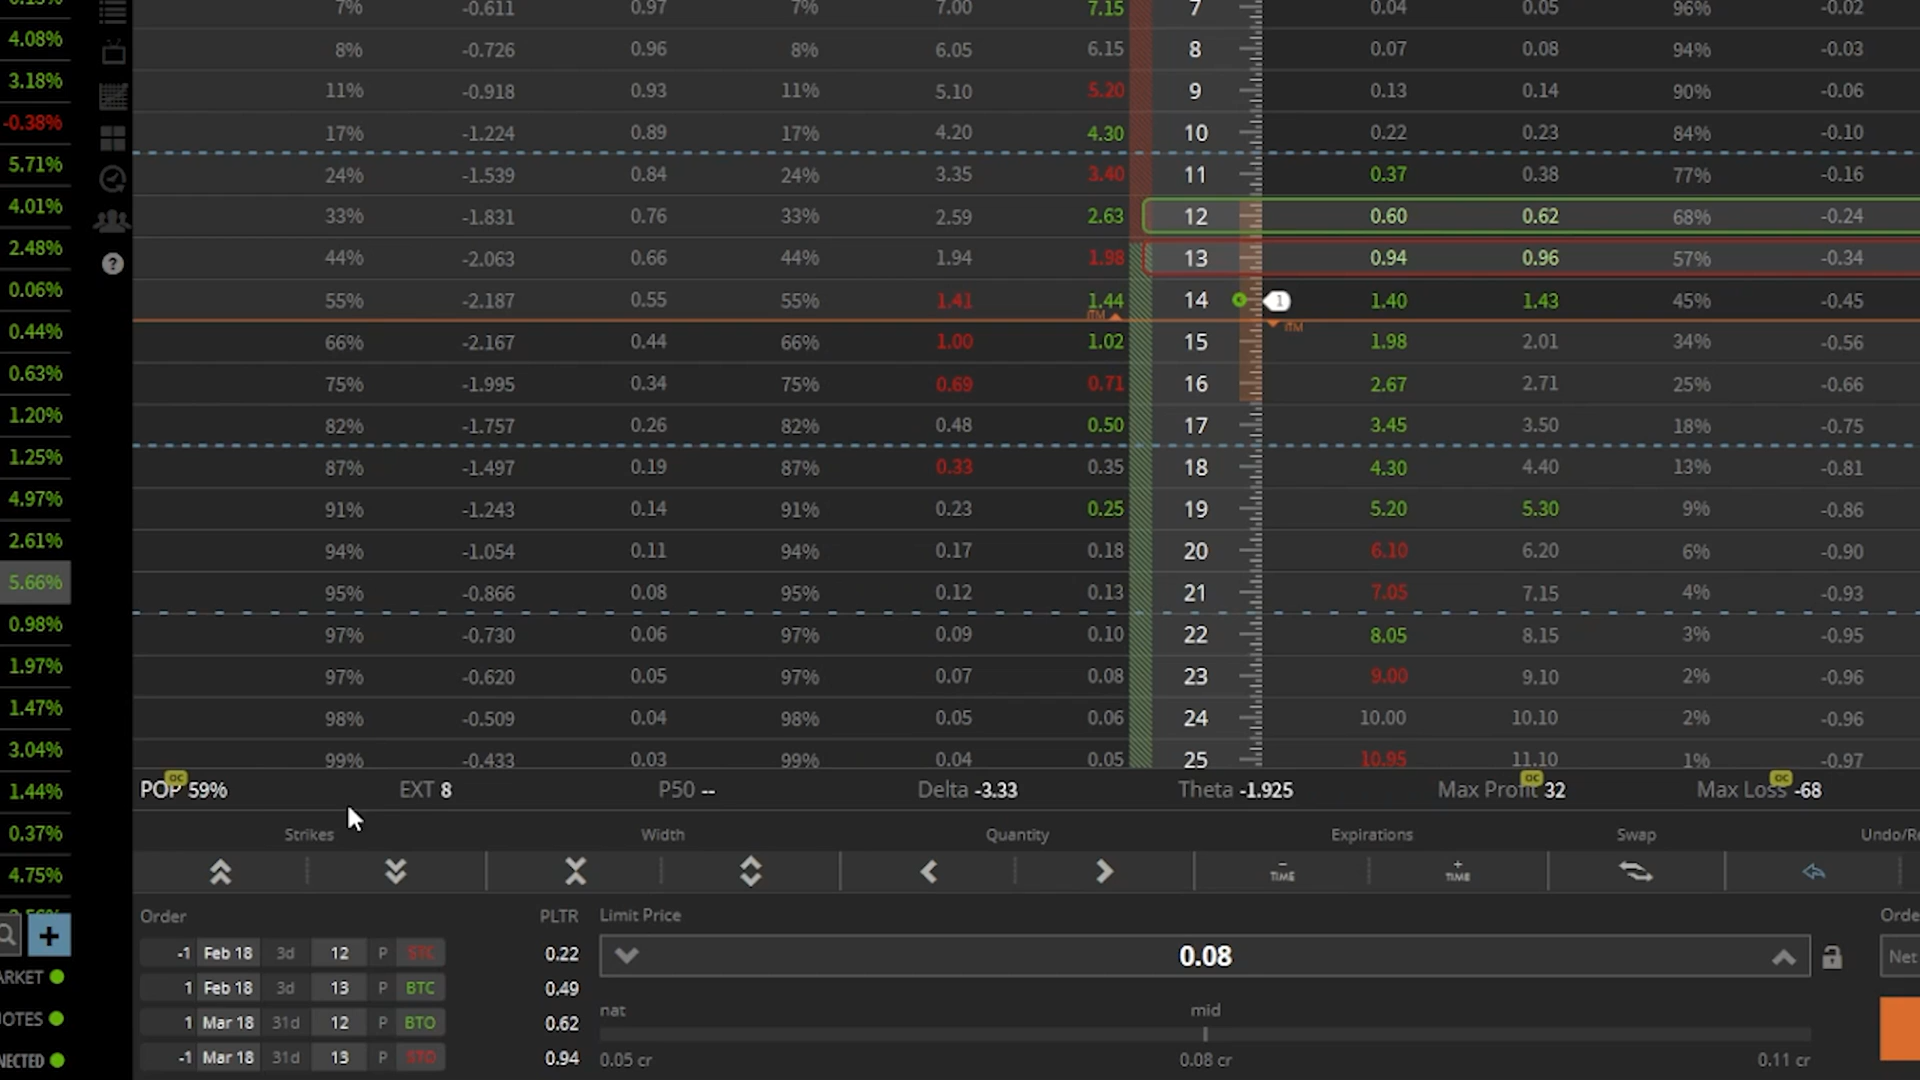 0.13%
4.08%
3.18%
-0.38%
5.71%
4.01%
2.48%
0.06%
0.44%
0.63%
1.20%
1.25%
4.97%
2.61%
5.66%
0.98%
1.97%
1.47%
3.04%
1.44%
0.37%
4.75%
ARKET
OTES
NECTED
7% -0.611 0.97 7% 7.00 7.15 7 0.04 0.05 96% -0.02
8% -0.726 0.96 8% 6.05 6.15 8 0.07 0.08 94% -0.03
11% -0.918 0.93 11% 5.10 5.20 9 0.13 0.14 90% -0.06
17% -1.224 0.89 17% 4.20 4.30 10 0.22 0.23 84% -0.10
24% -1.539 0.84 24% 3.35 3.40 11 0.37 0.38 77% -0.16
33% -1.831 0.76 33% 2.59 2.63 12 0.60 0.62 68% -0.24
44% -2.063 0.66 44% 1.94 1.98 13 0.94 0.96 57% -0.34
55% -2.187 0.55 55% 1.41 1.44 14 1 1.40 1.43 45% -0.45
ITM ITM
66% -2.167 0.44 66% 1.00 1.02 15 1.98 2.01 34% -0.56
75% -1.995 0.34 75% 0.69 0.71 16 2.67 2.71 25% -0.66
82% -1.757 0.26 82% 0.48 0.50 17 3.45 3.50 18% -0.75
87% -1.497 0.19 87% 0.33 0.35 18 4.30 4.40 13% -0.81
91% -1.243 0.14 91% 0.23 0.25 19 5.20 5.30 9% -0.86
94% -1.054 0.11 94% 0.17 0.18 20 6.10 6.20 6% -0.90
95% -0.866 0.08 95% 0.12 0.13 21 7.05 7.15 4% -0.93
97% -0.730 0.06 97% 0.09 0.10 22 8.05 8.15 3% -0.95
97% -0.620 0.05 97% 0.07 0.08 23 9.00 9.10 2% -0.96
98% -0.509 0.04 98% 0.05 0.06 24 10.00 10.10 2% -0.96
99% -0.433 0.03 99% 0.04 0.05 25 10.95 11.10 1% -0.97
OC OC OC
POP 59% EXT 8 P50 -- Delta -3.33 Theta -1.925 Max Profit 32 Max Loss -68
Strikes Width Quantity Expirations Swap Undo/Re
TIME TIME
Order PLTR Limit Price Orde
-1 Feb 18 3d 12 P STC 0.22 0.08 Net
1 Feb 18 3d 13 P BTC 0.49
1 Mar 18 31d 12 P BTO 0.62
-1 Mar 18 31d 13 P STO 0.94
nat mid
0.05 cr 0.08 cr 0.11 cr